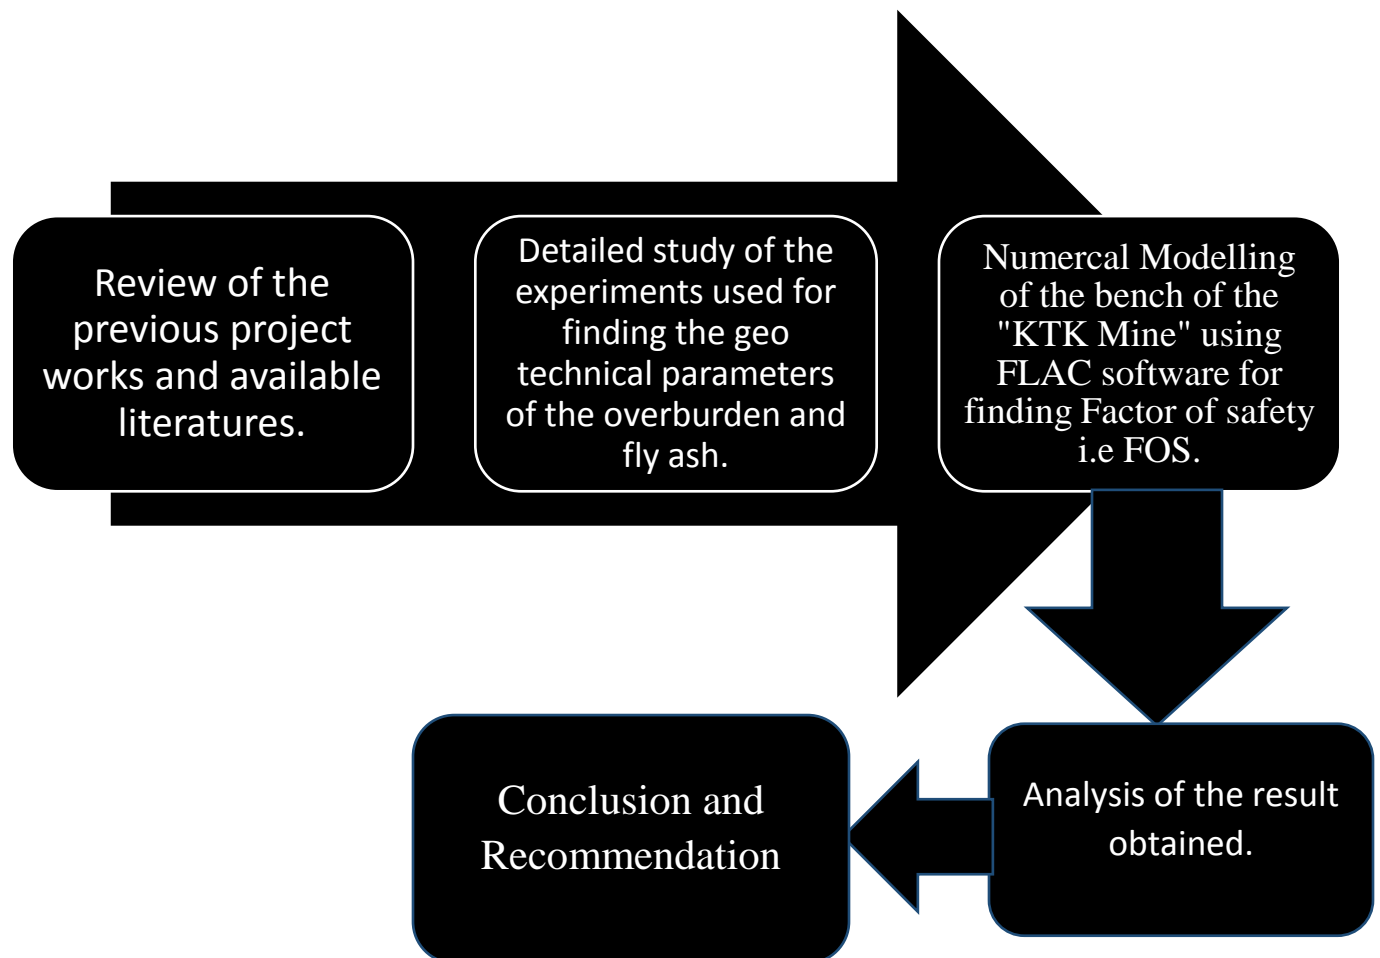 Review of the
previous project
works and available
literatures.
Detailed study of the
experiments used for
finding the geo
technical parameters
of the overburden and
fly ash.
Numercal Modelling
of the bench of the
"KTK Mine" using
FLAC software for
finding Factor of safety
i.e FOS.
Analysis of the result
obtained.
Conclusion and
Recommendation